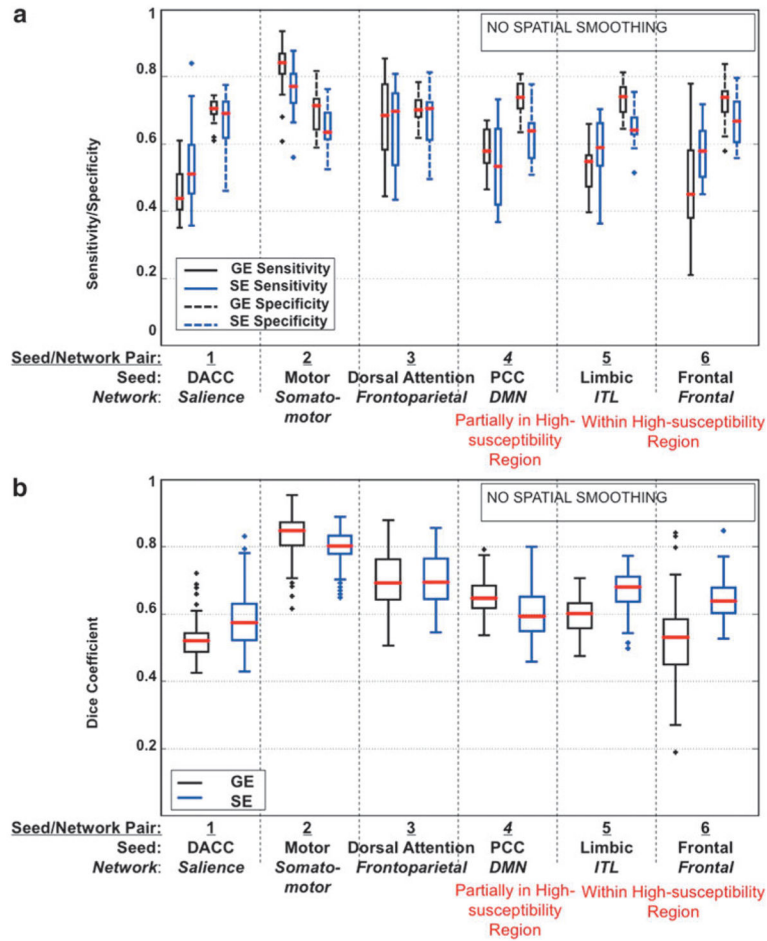 a
NO SPATIAL SMOOTHING
1
0.8
0.6
0.4
0.2
0
Sensitivity/Specificity
GE Sensitivity
SE Sensitivity
GE Specificity
SE Specificity
Seed/Network Pair: 1 2 3 4 5 6
Seed: DACC Motor Dorsal Attention PCC Limbic Frontal
Network: Salience Somato- Frontoparietal DMN ITL Frontal
motor
Partially in High- Within High-susceptibility
susceptibility Region
Region
b
NO SPATIAL SMOOTHING
1
0.8
0.6
0.4
0.2
Dice Coefficient
GE
SE
Seed/Network Pair: 1 2 3 4 5 6
Seed: DACC Motor Dorsal Attention PCC Limbic Frontal
Network: Salience Somato- Frontoparietal DMN ITL Frontal
motor
Partially in High- Within High-susceptibility
susceptibility Region
Region